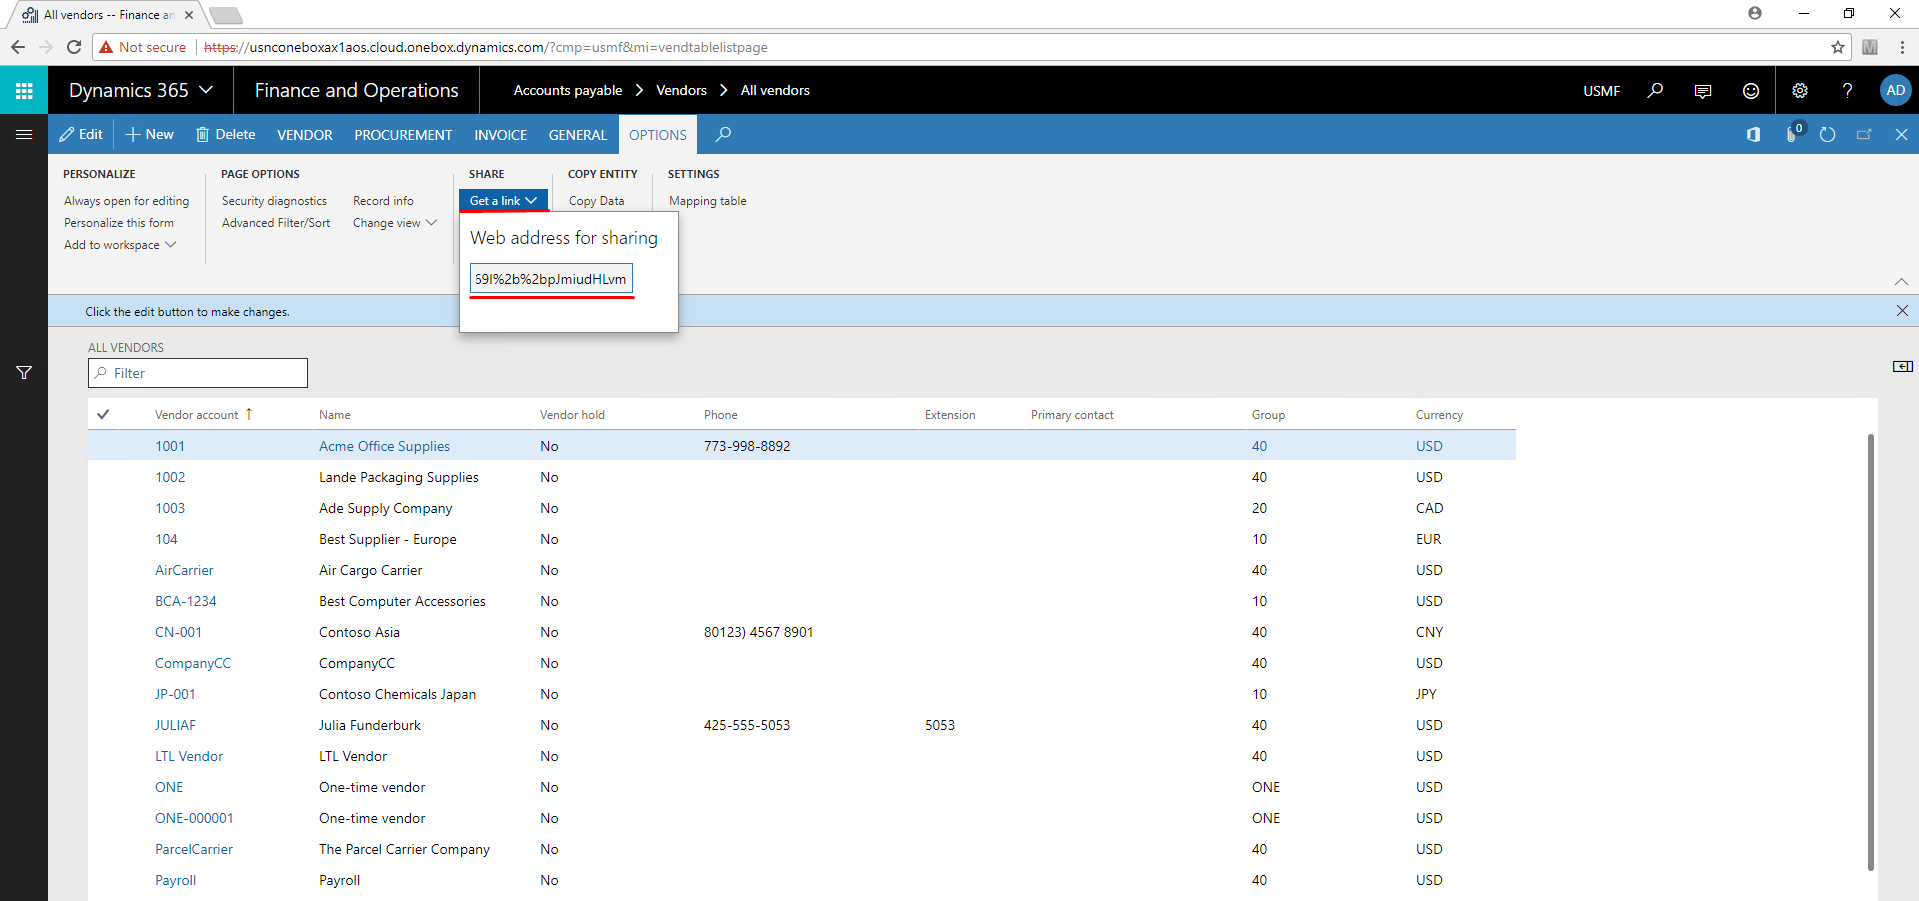 All vendors -- Finance an
Not secure https://usnconeboxax1aos.cloud.onebox.dynamics.com/?cmp=usmf&mi=vendtablelistpage
Dynamics 365 Finance and Operations Accounts payable Vendors All vendors USMF ? AD
Edit New Delete VENDOR PROCUREMENT INVOICE GENERAL OPTIONS 0
PERSONALIZE PAGE OPTIONS SHARE COPY ENTITY SETTINGS
Always open for editing Security diagnostics Record info Get a link Copy Data Mapping table
Personalize this form Advanced Filter/Sort Change view
Add to workspace
Web address for sharing
69I%2b%2bpJmiudHLvm
Click the edit button to make changes.
ALL VENDORS
Filter
Vendor account Name Vendor hold Phone Extension Primary contact Group Currency
1001 Acme Office Supplies No 773-998-8892 40 USD
1002 Lande Packaging Supplies No 40 USD
1003 Ade Supply Company No 20 CAD
104 Best Supplier - Europe No 10 EUR
AirCarrier Air Cargo Carrier No 40 USD
BCA-1234 Best Computer Accessories No 10 USD
CN-001 Contoso Asia No 80123) 4567 8901 40 CNY
CompanyCC CompanyCC No 40 USD
JP-001 Contoso Chemicals Japan No 10 JPY
JULIAF Julia Funderburk No 425-555-5053 5053 40 USD
LTL Vendor LTL Vendor No 40 USD
ONE One-time vendor No ONE USD
ONE-000001 One-time vendor No ONE USD
ParcelCarrier The Parcel Carrier Company No 40 USD
Payroll Payroll No 40 USD